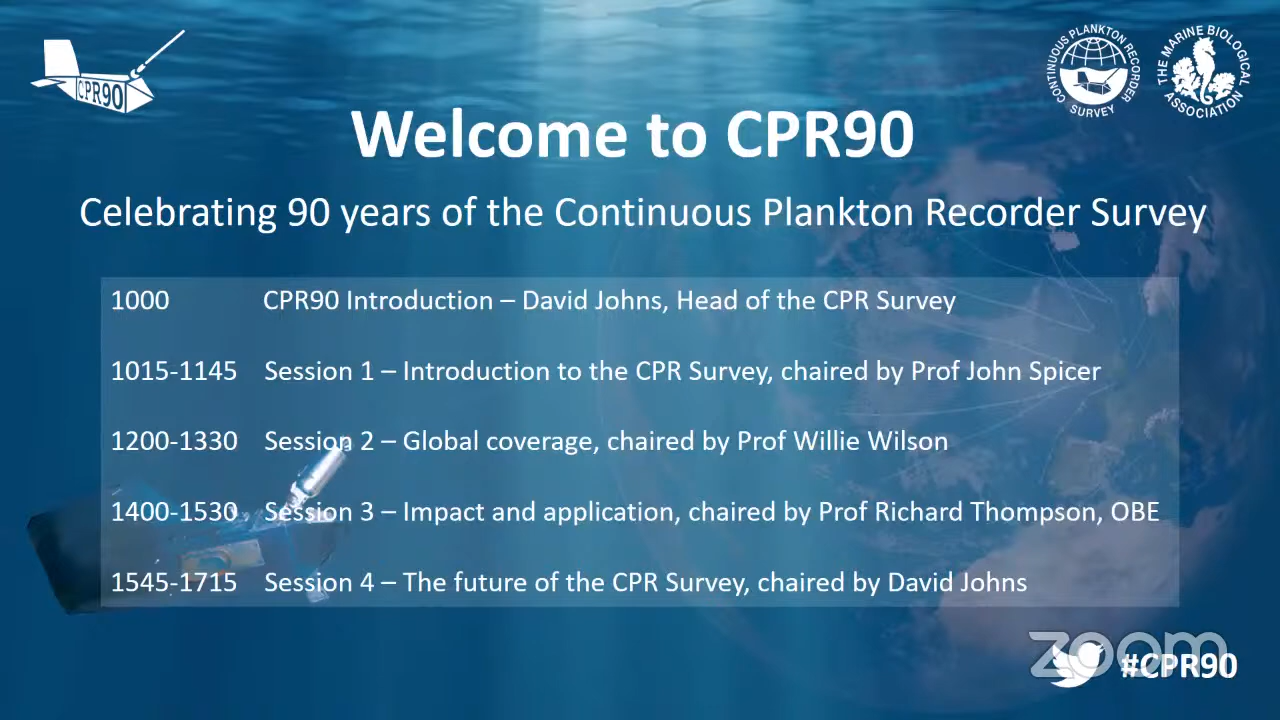 CPR90
CONTINUOUS PLANKTON RECORDER SURVEY
THE MARINE BIOLOGICAL ASSOCIATION
Welcome to CPR90
Celebrating 90 years of the Continuous Plankton Recorder Survey
1000 CPR90 Introduction – David Johns, Head of the CPR Survey
1015-1145 Session 1 – Introduction to the CPR Survey, chaired by Prof John Spicer
1200-1330 Session 2 – Global coverage, chaired by Prof Willie Wilson
1400-1530 Session 3 – Impact and application, chaired by Prof Richard Thompson, OBE
1545-1715 Session 4 – The future of the CPR Survey, chaired by David Johns
zoom
#CPR90